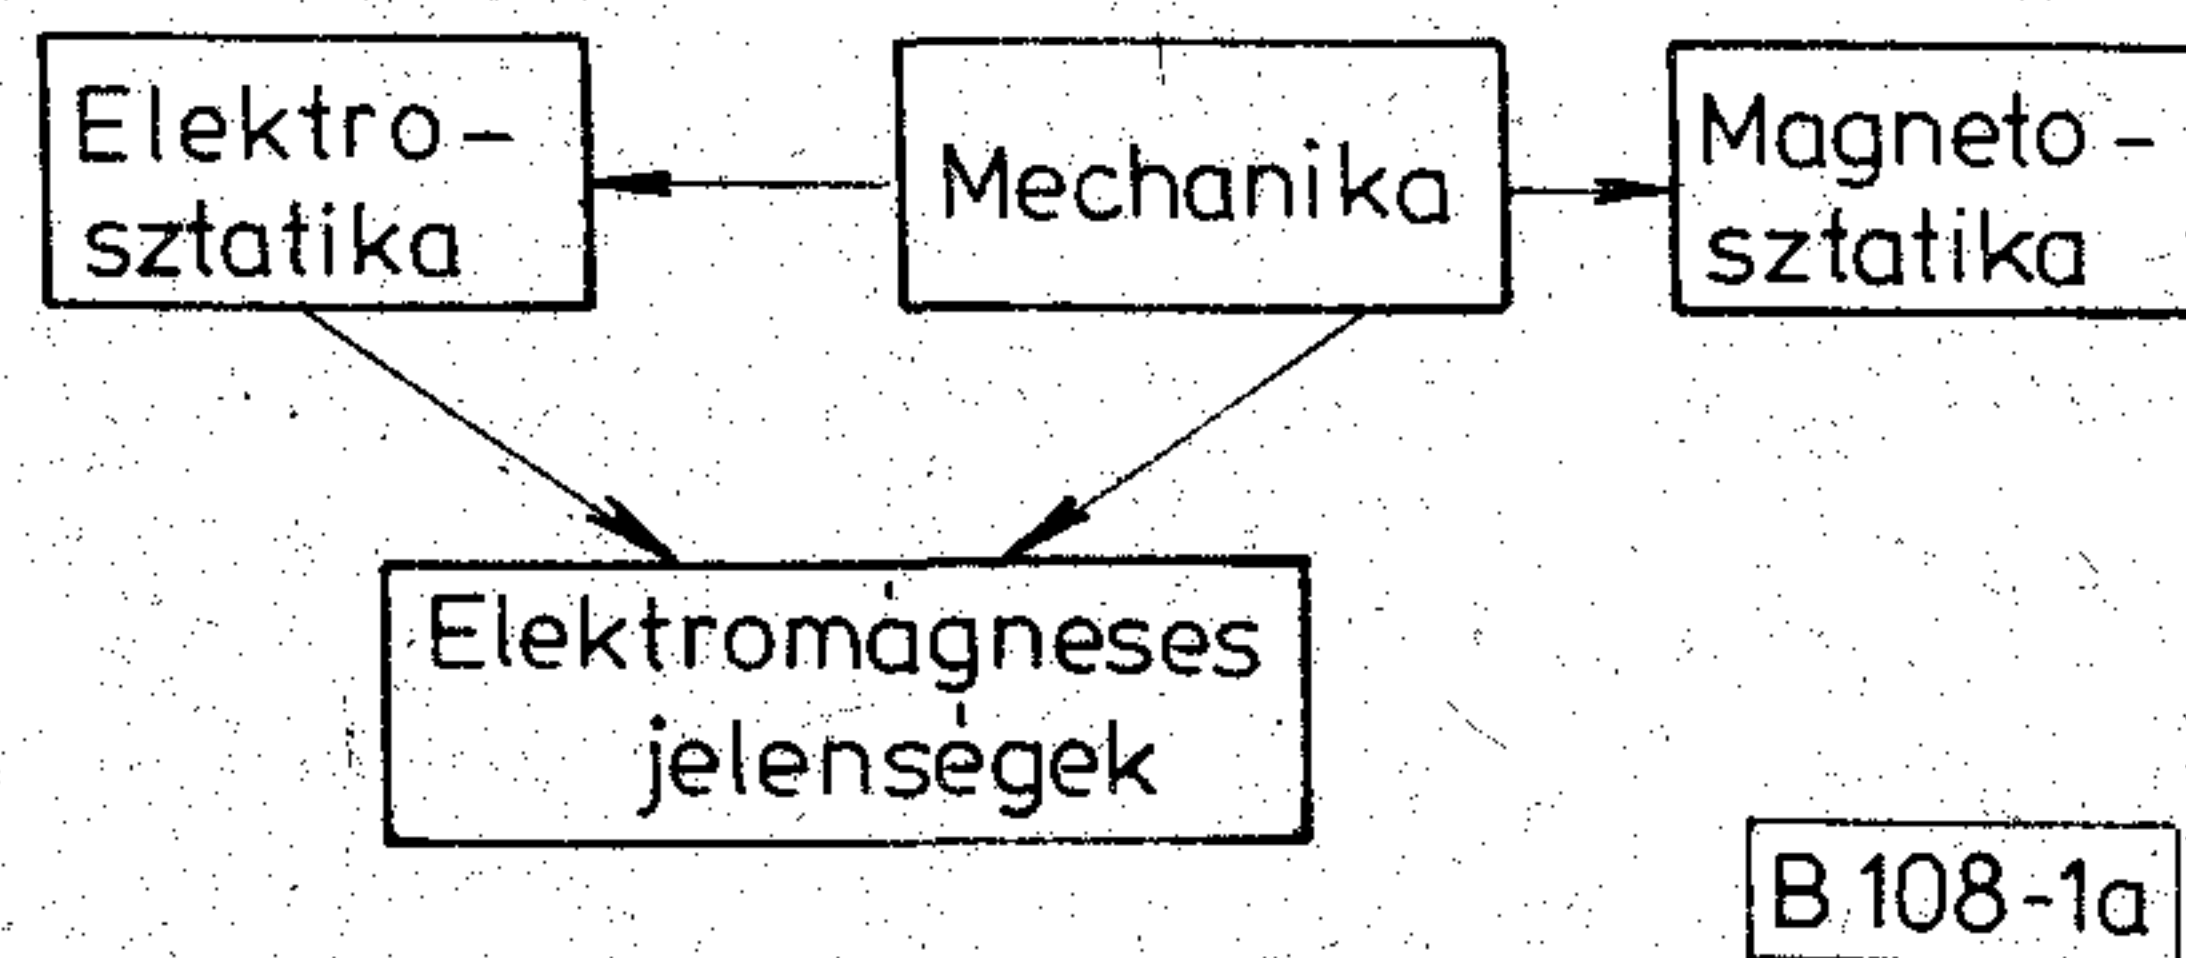 Elektro-
sztatika
Mechanika
Magneto-
sztatika
Elektromágneses
jelenségek
B.108-1a